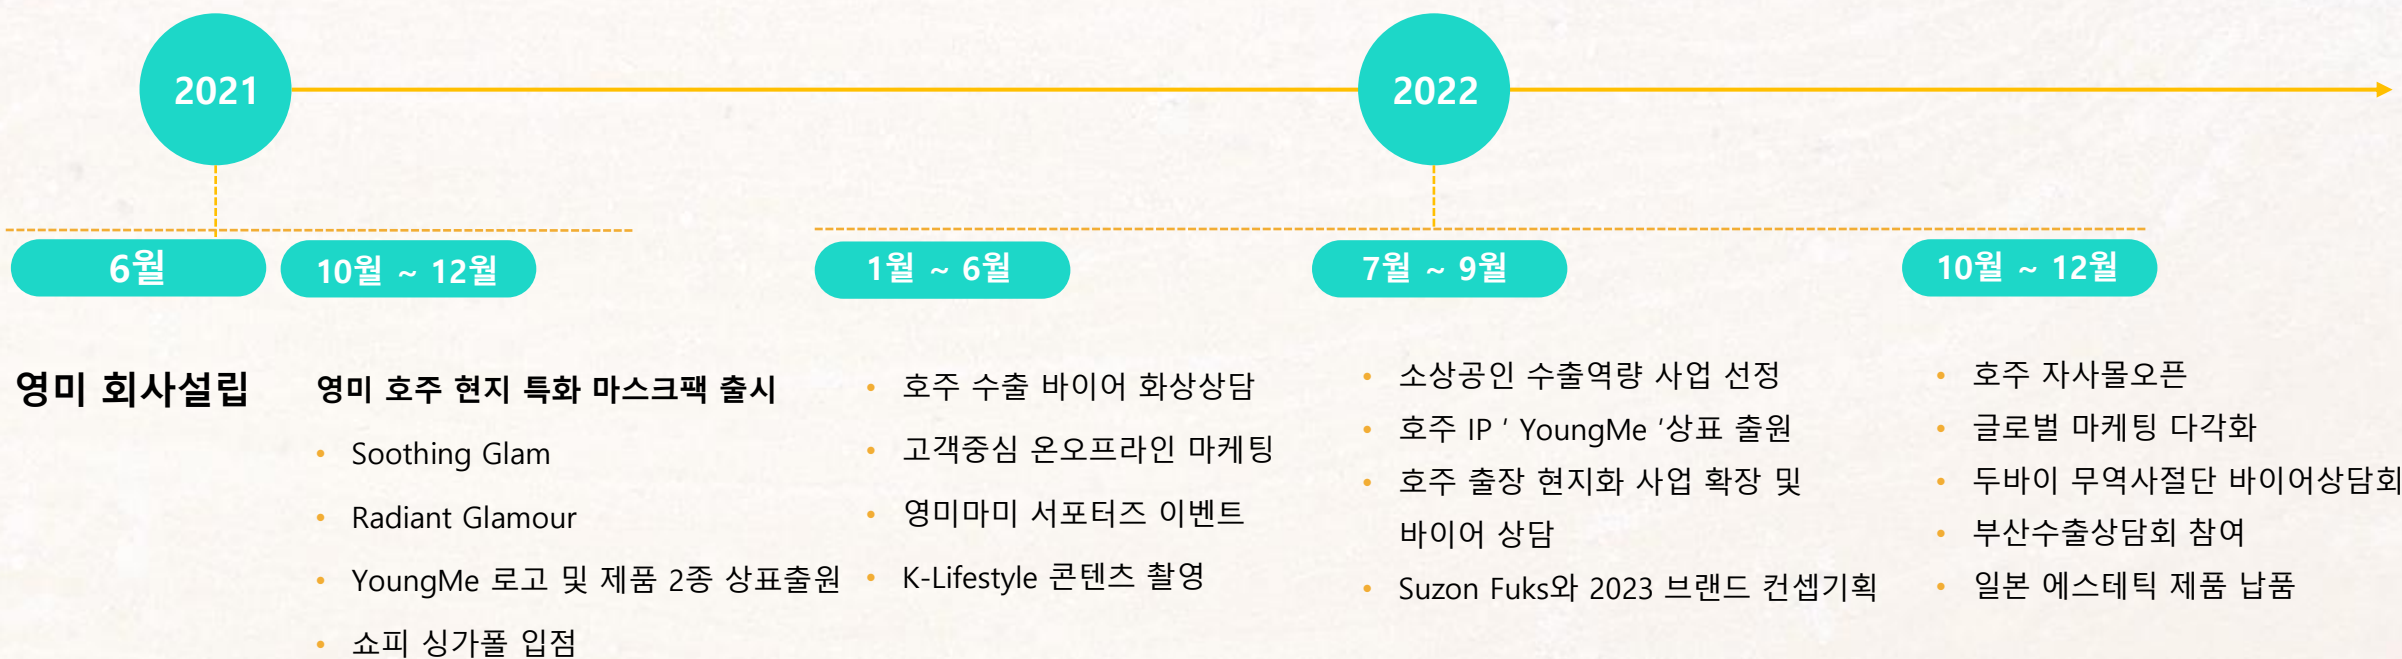 2021
2022
6월
10월 ~ 12월
1월 ~ 6월
7월 ~ 9월
10월 ~ 12월
영미 회사설립
영미 호주 현지 특화 마스크팩 출시
• Soothing Glam
• Radiant Glamour
• YoungMe 로고 및 제품 2종 상표출원
• 쇼피 싱가폴 입점
• 호주 수출 바이어 화상상담
• 고객중심 온오프라인 마케팅
• 영미마미 서포터즈 이벤트
• K-Lifestyle 콘텐츠 촬영
• 소상공인 수출역량 사업 선정
• 호주 IP ‘ YoungMe ‘상표 출원
• 호주 출장 현지화 사업 확장 및
바이어 상담
• Suzon Fuks와 2023 브랜드 컨셉기획
• 호주 자사몰오픈
• 글로벌 마케팅 다각화
• 두바이 무역사절단 바이어상담회
• 부산수출상담회 참여
• 일본 에스테틱 제품 납품